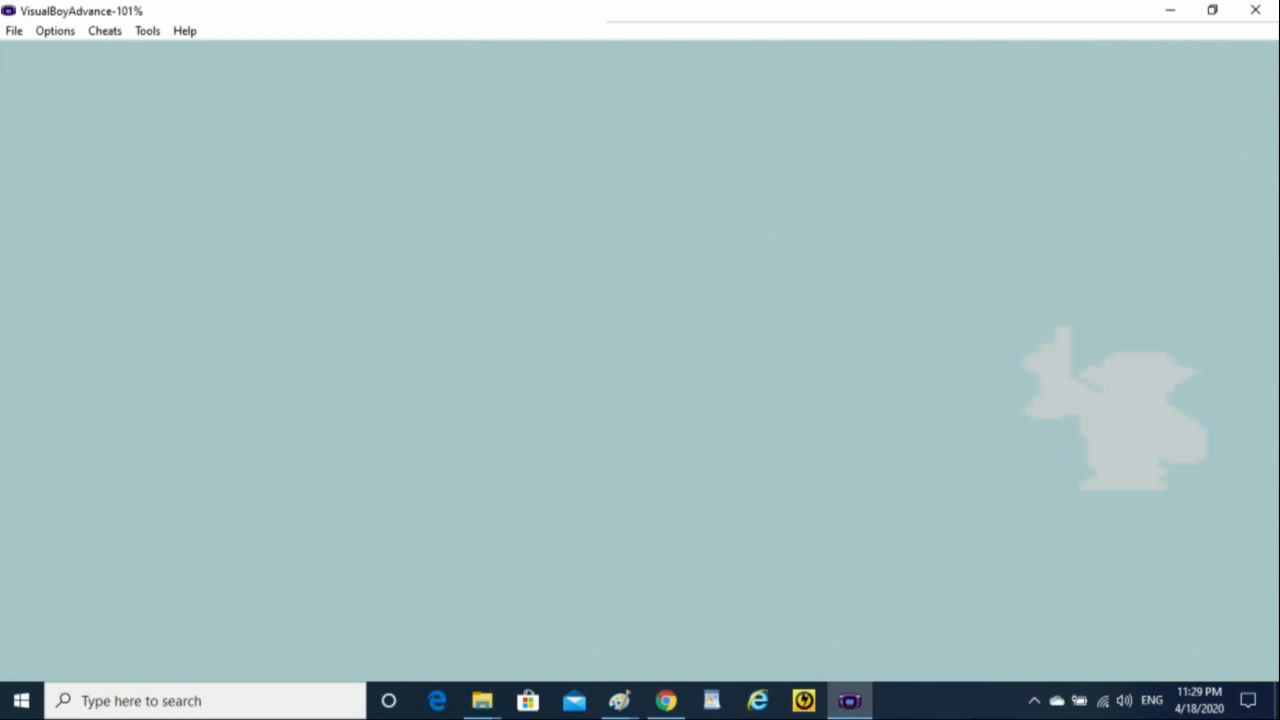 VisualBoyAdvance-101%
File Options Cheats Tools Help
Type here to search
ENG
11:29 PM
4/18/2020